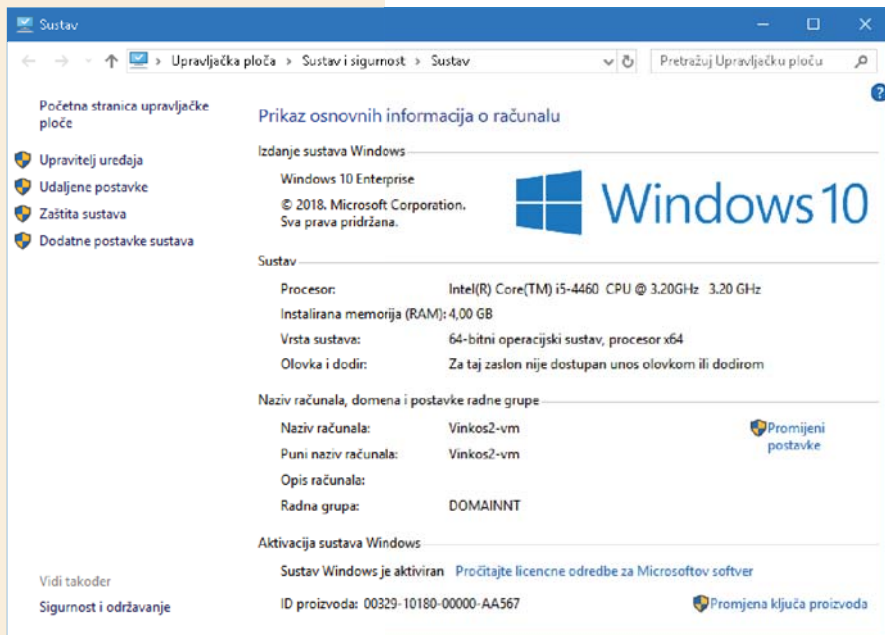 Sustav
Upravljačka ploča › Sustav i sigurnost › Sustav
Pretražuj Upravljačku ploču
Početna stranica upravljačke
ploče
Upravitelj uređaja
Udaljene postavke
Zaštita sustava
Dodatne postavke sustava
Vidi također
Sigurnost i održavanje
?
Prikaz osnovnih informacija o računalu
Izdanje sustava Windows
Windows 10 Enterprise
© 2018. Microsoft Corporation.
Sva prava pridržana.
Windows 10
Sustav
Procesor: Intel(R) Core(TM) i5-4460 CPU @ 3.20GHz 3.20 GHz
Instalirana memorija (RAM): 4,00 GB
Vrsta sustava: 64-bitni operacijski sustav, procesor x64
Olovka i dodir: Za taj zaslon nije dostupan unos olovkom ili dodirom
Naziv računala, domena i postavke radne grupe
Naziv računala: Vinkos2-vm
Puni naziv računala: Vinkos2-vm
Opis računala:
Radna grupa: DOMAINNT
Promijeni
postavke
Aktivacija sustava Windows
Sustav Windows je aktiviran Pročitajte licencne odredbe za Microsoftov softver
ID proizvoda: 00329-10180-00000-AA567 Promjena ključa proizvoda